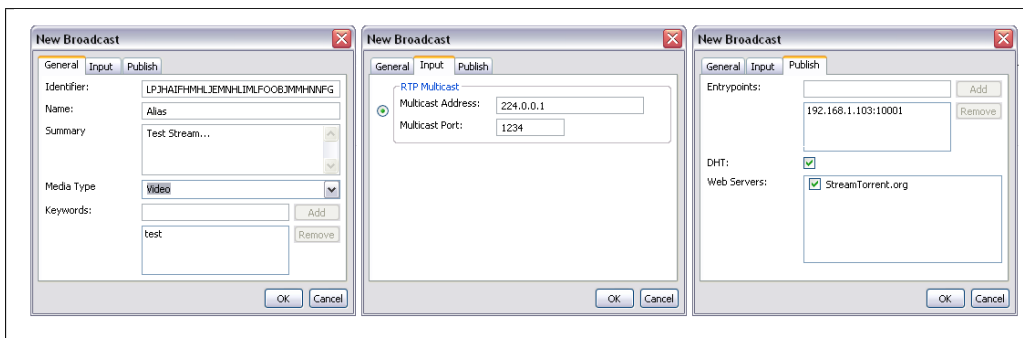 New Broadcast
General Input Publish
Identifier: LPJHAIFHMHLJEMNHLIMLFOOBJMMHNNFG
Name: Alias
Summary Test Stream...
Media Type Video
Keywords: Add
test Remove
OK Cancel
New Broadcast
General Input Publish
RTP Multicast
Multicast Address: 224.0.0.1
Multicast Port: 1234
OK Cancel
New Broadcast
General Input Publish
Entrypoints: Add
192.168.1.103:10001 Remove
DHT:
Web Servers: StreamTorrent.org
OK Cancel